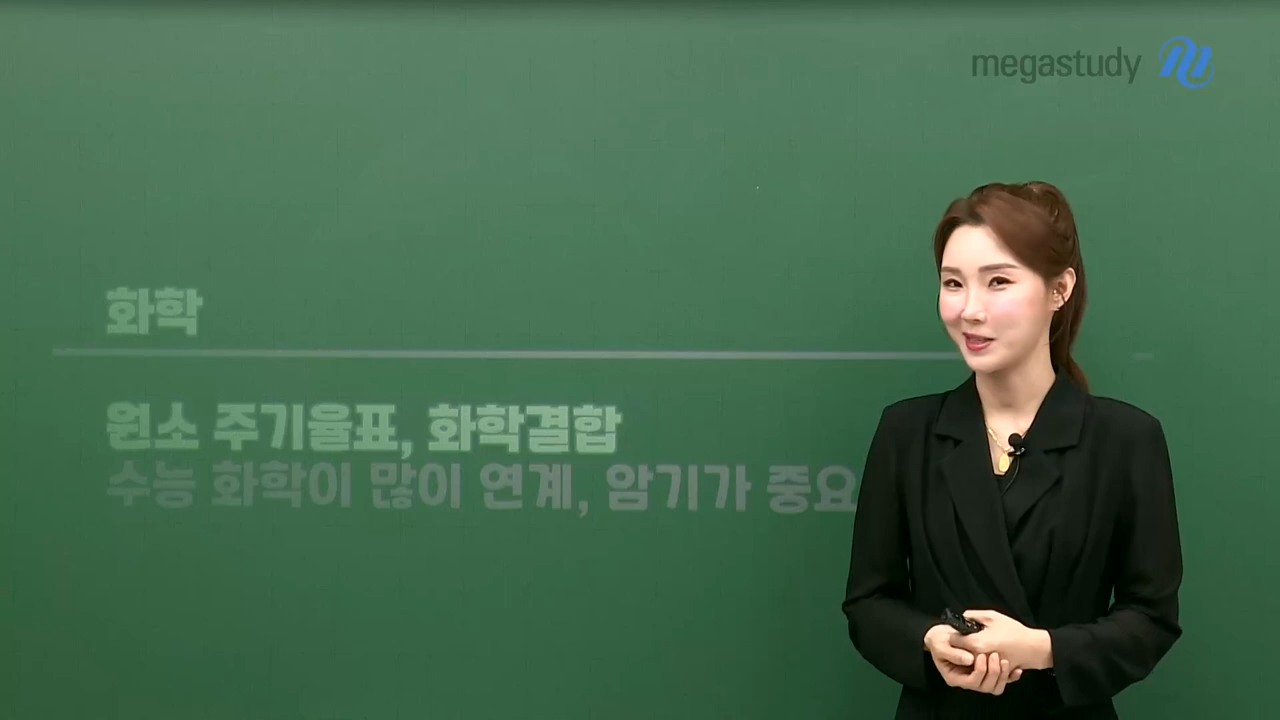 megastudy
화학
원소 주기율표, 화학결합
수능 화학이 많이 연계, 암기가 중요